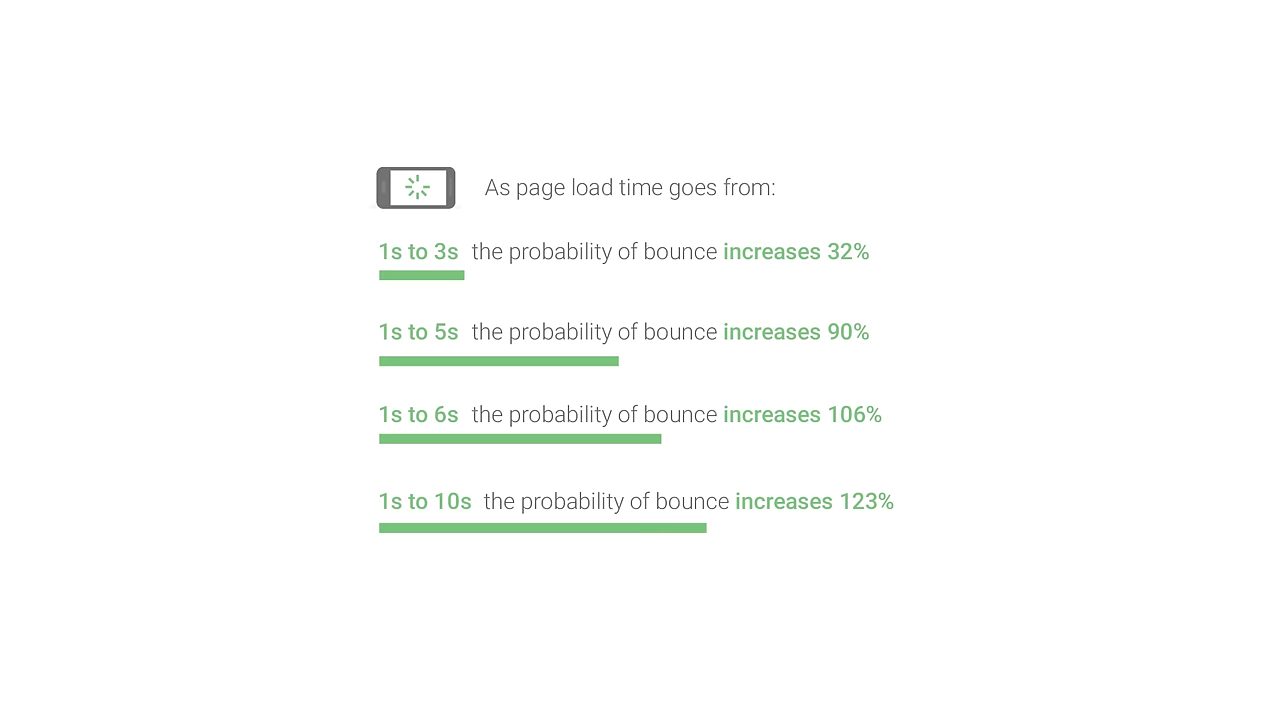 As page load time goes from:
1s to 3s the probability of bounce increases 32%
1s to 5s the probability of bounce increases 90%
1s to 6s the probability of bounce increases 106%
1s to 10s the probability of bounce increases 123%